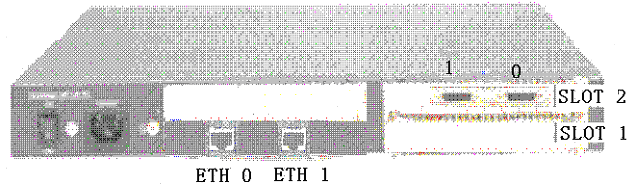 1 0
SLOT 2
SLOT 1
ETH 0 ETH 1